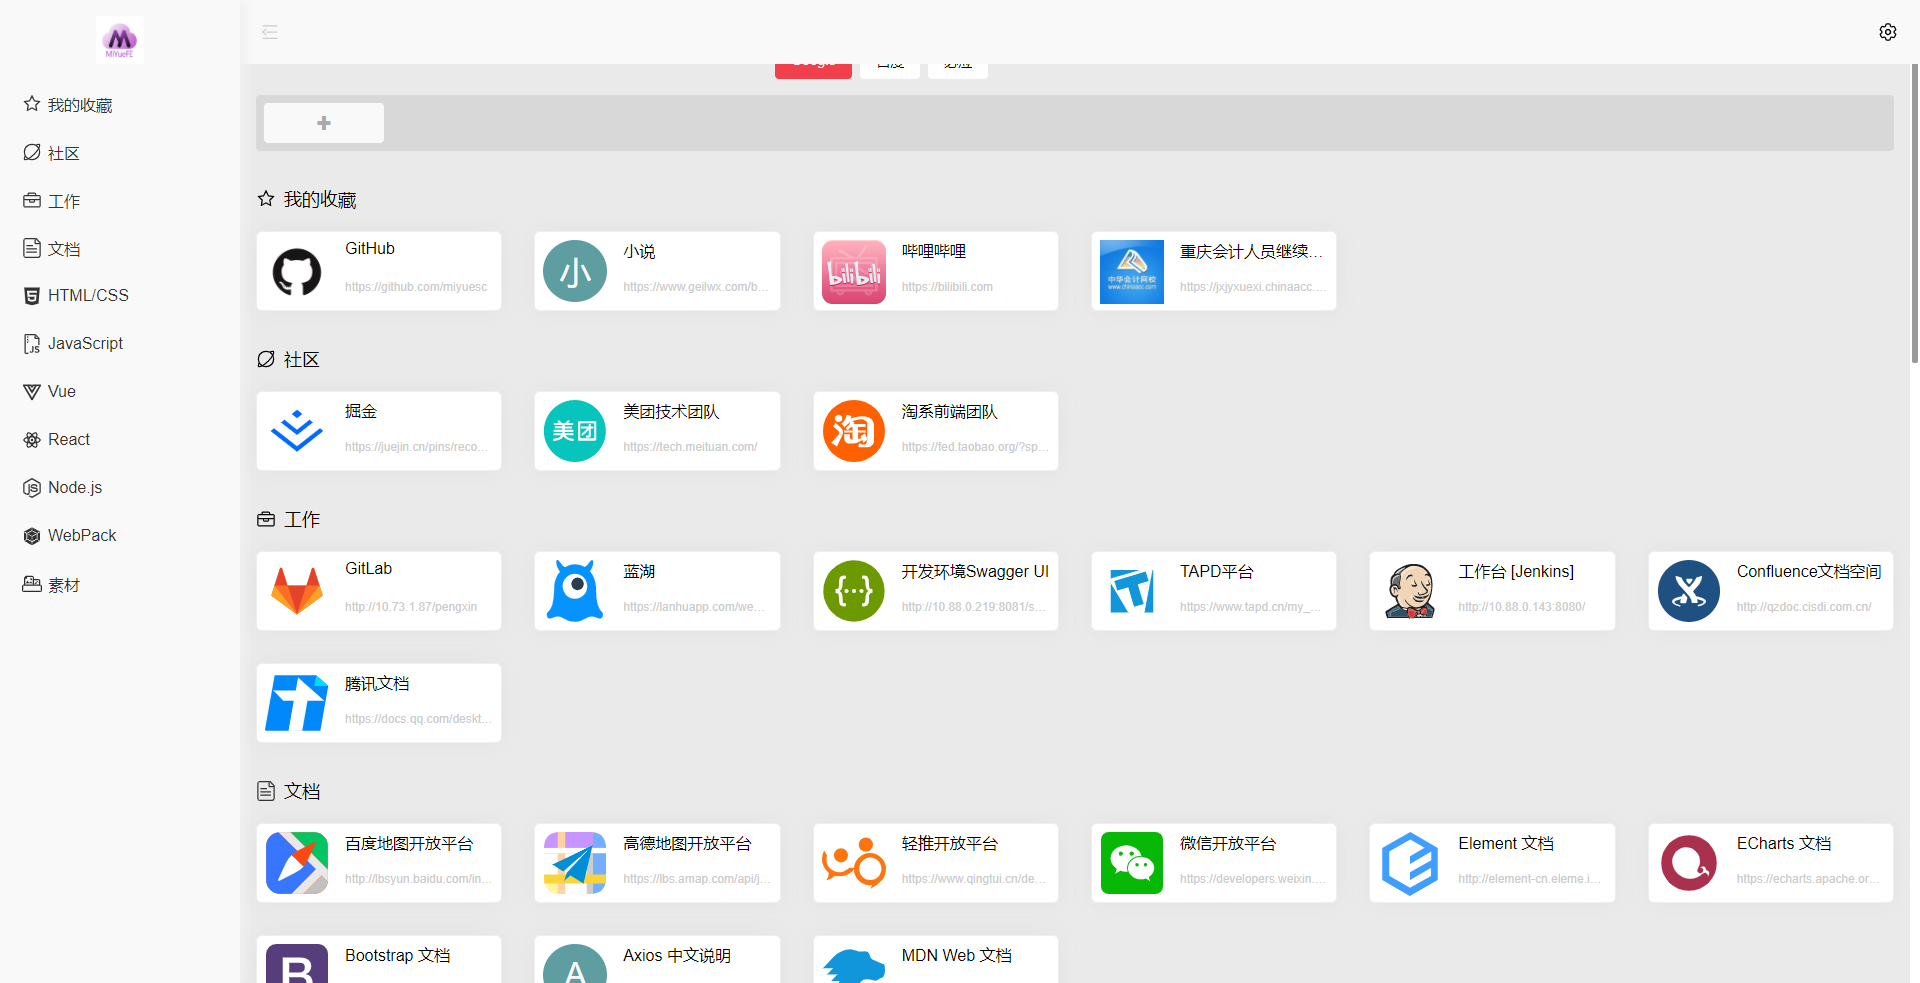 MiYueFE
我的收藏
社区
工作
文档
HTML/CSS
JavaScript
Vue
React
Node.js
WebPack
素材
Google
百度
必应
我的收藏
GitHub
https://github.com/miyuesc
小
小说
https://www.geilwx.com/b...
bilibili
哔哩哔哩
https://bilibili.com
中华会计网校
www.chinaacc.com
重庆会计人员继续...
https://jxjyxuexi.chinaacc....
社区
掘金
https://juejin.cn/pins/reco...
美团
美团技术团队
https://tech.meituan.com/
淘
淘系前端团队
https://fed.taobao.org/?sp...
工作
GitLab
http://10.73.1.87/pengxin
蓝湖
https://lanhuapp.com/we...
{...}
开发环境Swagger UI
http://10.88.0.219:8081/s...
TAPD平台
https://www.tapd.cn/my_...
工作台 [Jenkins]
http://10.88.0.143:8080/
Confluence文档空间
http://qzdoc.cisdi.com.cn/
腾讯文档
https://docs.qq.com/deskt...
文档
百度地图开放平台
http://lbsyun.baidu.com/in...
高德地图开放平台
https://lbs.amap.com/api/j...
轻推开放平台
https://www.qingtui.cn/de...
微信开放平台
https://developers.weixin....
Element 文档
http://element-cn.eleme.i...
ECharts 文档
https://echarts.apache.or...
B
Bootstrap 文档
A
Axios 中文说明
MDN Web 文档